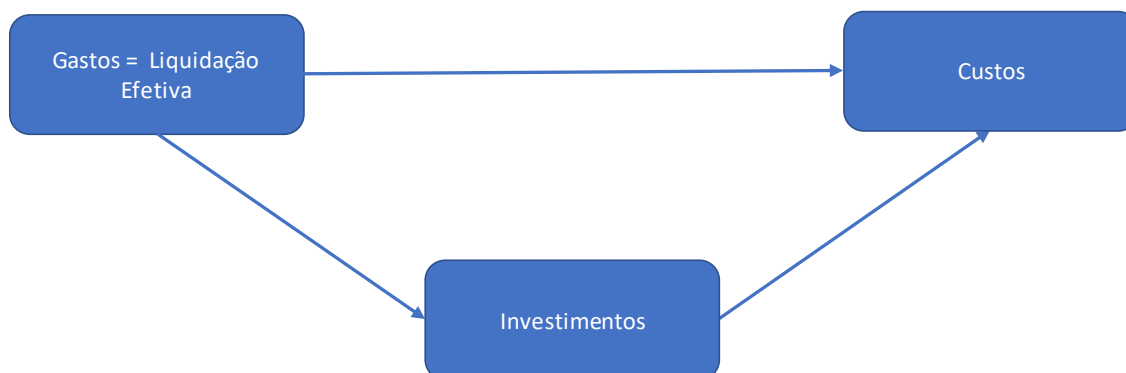 Gastos = Liquidação
Efetiva
Custos
Investimentos